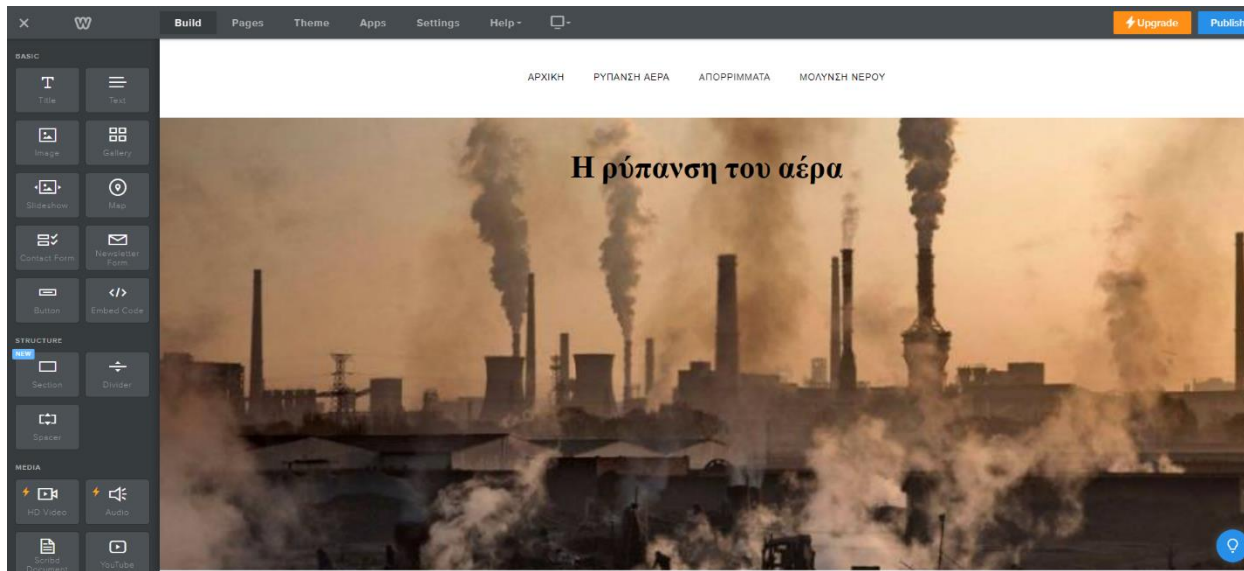 Build Pages Theme Apps Settings Help
Upgrade Publish
BASIC
Title Text
Image Gallery
Slideshow Map
Contact Form Newsletter Form
Button Embed Code
STRUCTURE
NEW
Section Divider
Spacer
MEDIA
HD Video Audio
Scribd Document YouTube
ΑΡΧΙΚΗ ΡΥΠΑΝΣΗ ΑΕΡΑ ΑΠΟΡΡΙΜΜΑΤΑ ΜΟΛΥΝΣΗ ΝΕΡΟΥ
Η ρύπανση του αέρα